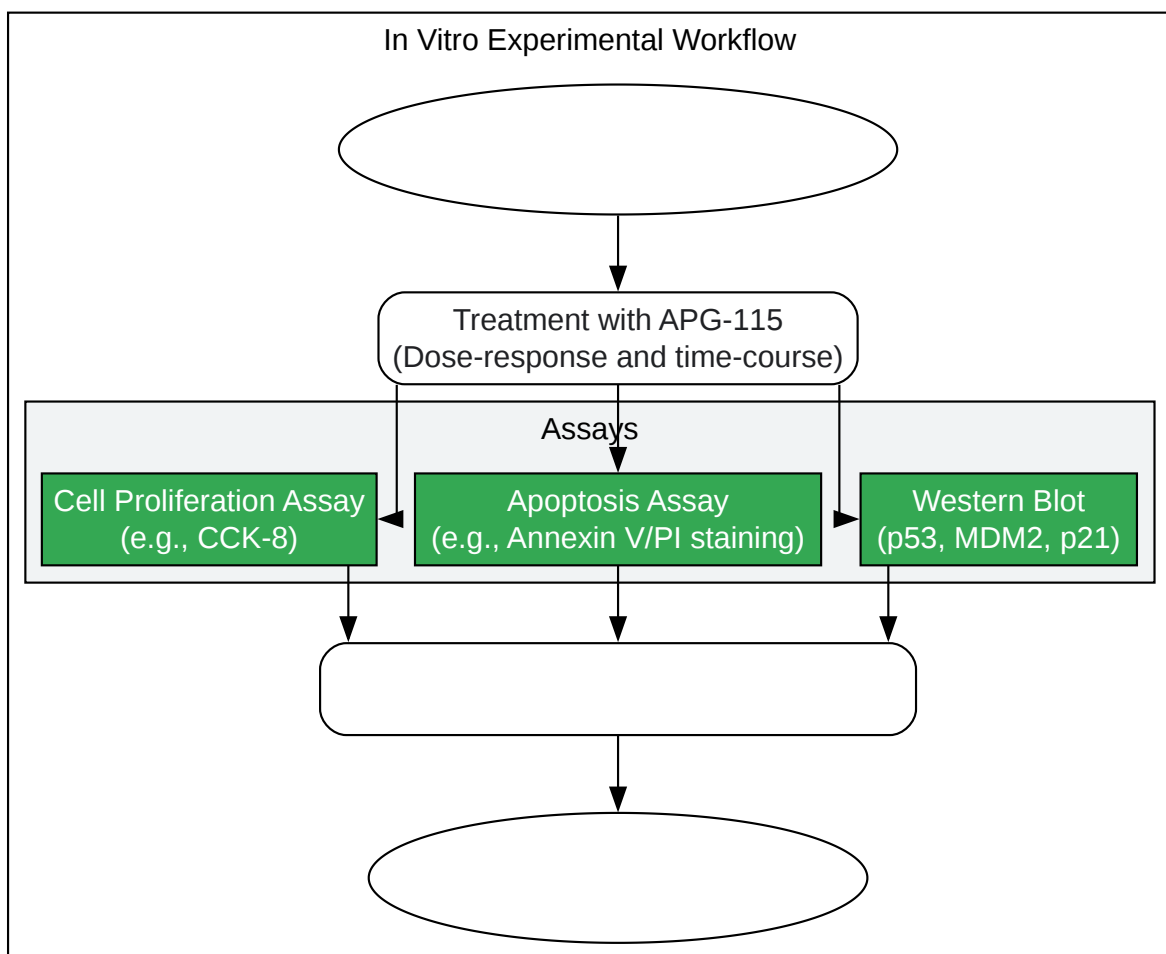 In Vitro Experimental Workflow
Treatment with APG-115
(Dose-response and time-course)
Assays
Cell Proliferation Assay
(e.g., CCK-8)
Apoptosis Assay
(e.g., Annexin V/PI staining)
Western Blot
(p53, MDM2, p21)